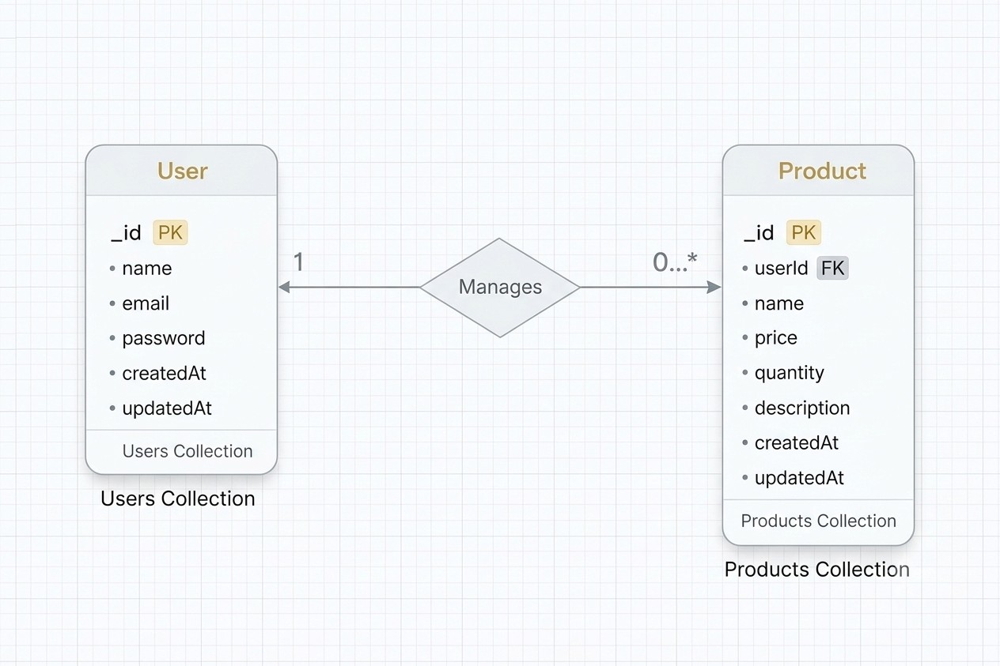 User
_id PK
• name
• email
• password
• createdAt
• updatedAt
Users Collection
Users Collection
1
Manages
0...*
Product
_id PK
• userId FK
• name
• price
• quantity
• description
• createdAt
• updatedAt
Products Collection
Products Collection